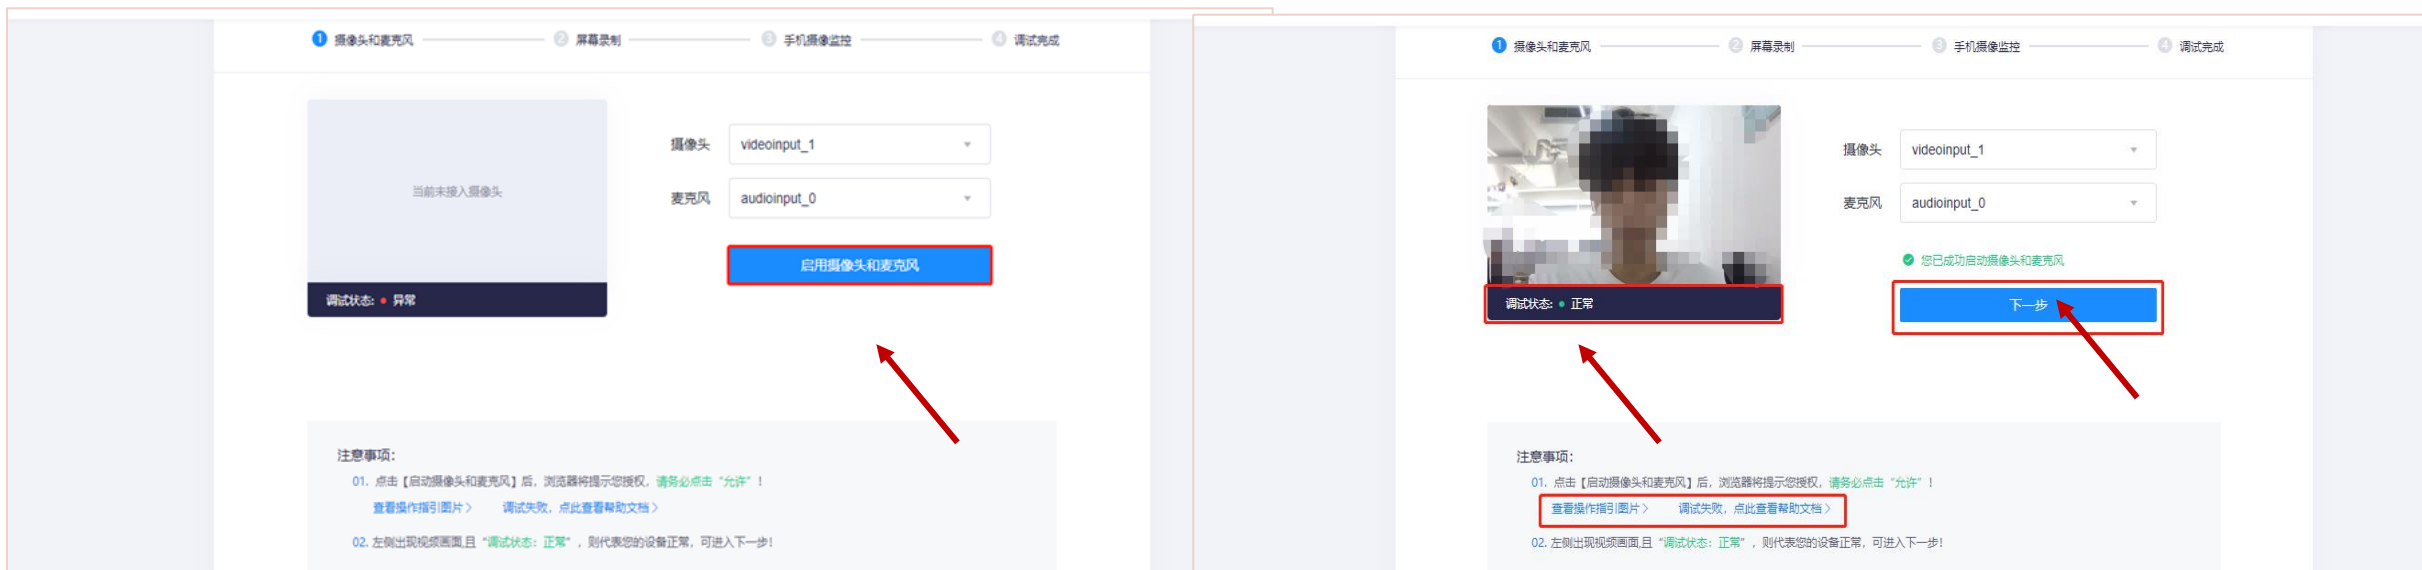 1 摄像头和麦克风 2 屏幕录制 3 手机摄像监控 4 调试完成
当前未接入摄像头
摄像头 videoinput_1
麦克风 audioinput_0
启用摄像头和麦克风
调试状态: 异常
注意事项:
01. 点击【启动摄像头和麦克风】后，浏览器将提示您授权，请务必点击“允许”！
查看操作指引图片 调试失败，点此查看帮助文档
02. 左侧出现视频画面,且“调试状态：正常”，则代表您的设备正常，可进入下一步！
1 摄像头和麦克风 2 屏幕录制 3 手机摄像监控 4 调试完成
摄像头 videoinput_1
麦克风 audioinput_0
您已成功启动摄像头和麦克风
下一步
调试状态: 正常
注意事项:
01. 点击【启动摄像头和麦克风】后，浏览器将提示您授权，请务必点击“允许”！
查看操作指引图片 调试失败，点此查看帮助文档
02. 左侧出现视频画面,且“调试状态：正常”，则代表您的设备正常，可进入下一步！